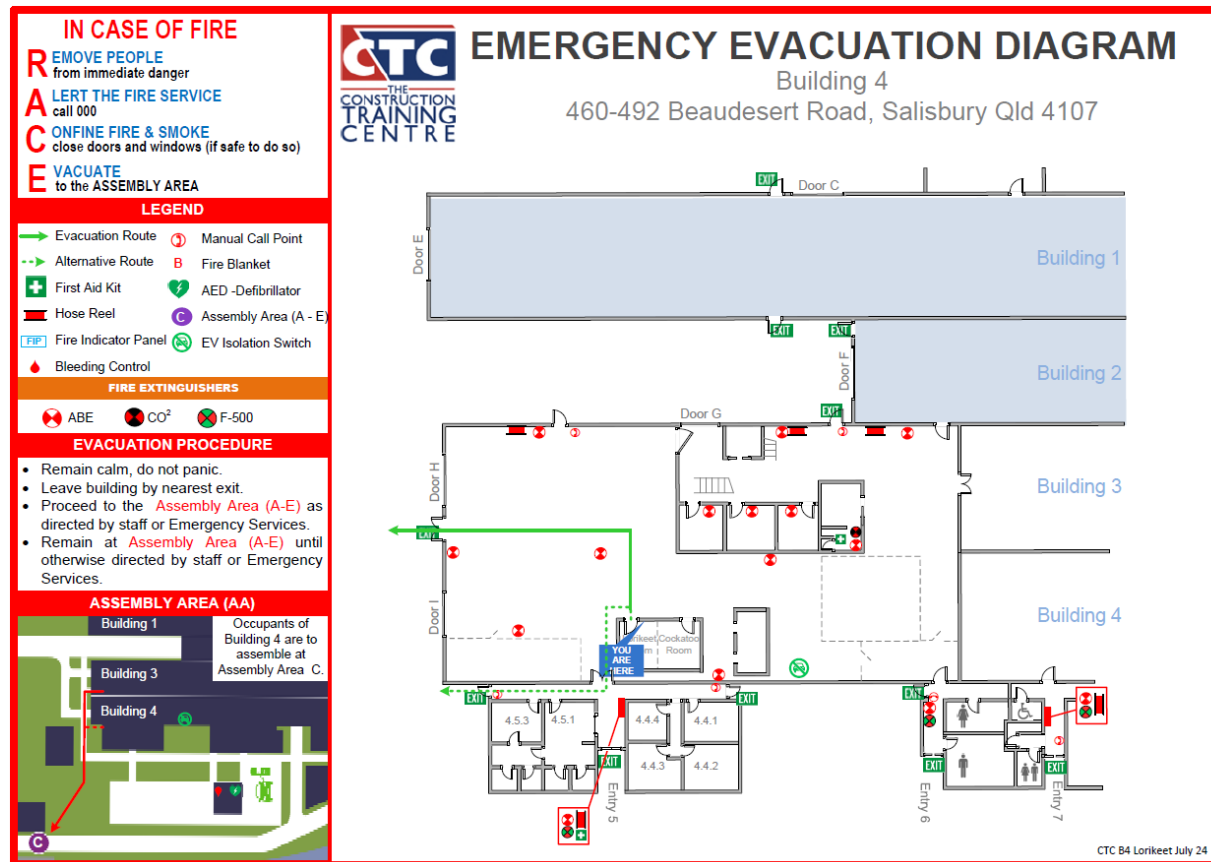 IN CASE OF FIRE
R EMOVE PEOPLE
from immediate danger
A LERT THE FIRE SERVICE
call 000
C ONFINE FIRE & SMOKE
close doors and windows (if safe to do so)
E VACUATE
to the ASSEMBLY AREA
LEGEND
Evacuation Route
Manual Call Point
Alternative Route
B Fire Blanket
First Aid Kit
AED -Defibrillator
Hose Reel
C Assembly Area (A - E)
FIP Fire Indicator Panel
EV Isolation Switch
Bleeding Control
FIRE EXTINGUISHERS
ABE
CO²
F-500
EVACUATION PROCEDURE
• Remain calm, do not panic.
• Leave building by nearest exit.
• Proceed to the Assembly Area (A-E) as
directed by staff or Emergency Services.
• Remain at Assembly Area (A-E) until
otherwise directed by staff or Emergency
Services.
ASSEMBLY AREA (AA)
Building 1
Occupants of
Building 4 are to
assemble at
Assembly Area C.
Building 3
Building 4
C
CTC
THE
CONSTRUCTION
TRAINING
CENTRE
EMERGENCY EVACUATION DIAGRAM
Building 4
460-492 Beaudesert Road, Salisbury Qld 4107
EXIT
Door C
Door E
Building 1
EXIT
EXIT
Door F
Building 2
Door G
EXIT
Door H
Building 3
EXIT
Door I
Building 4
Cockatoo
Room
YOU
ARE
HERE
EXIT
EXIT
EXIT
4.5.3
4.5.1
4.4.4
4.4.1
4.4.3
4.4.2
EXIT
EXIT
EXIT
Entry 5
Entry 6
Entry 7
CTC B4 Lorikeet July 24